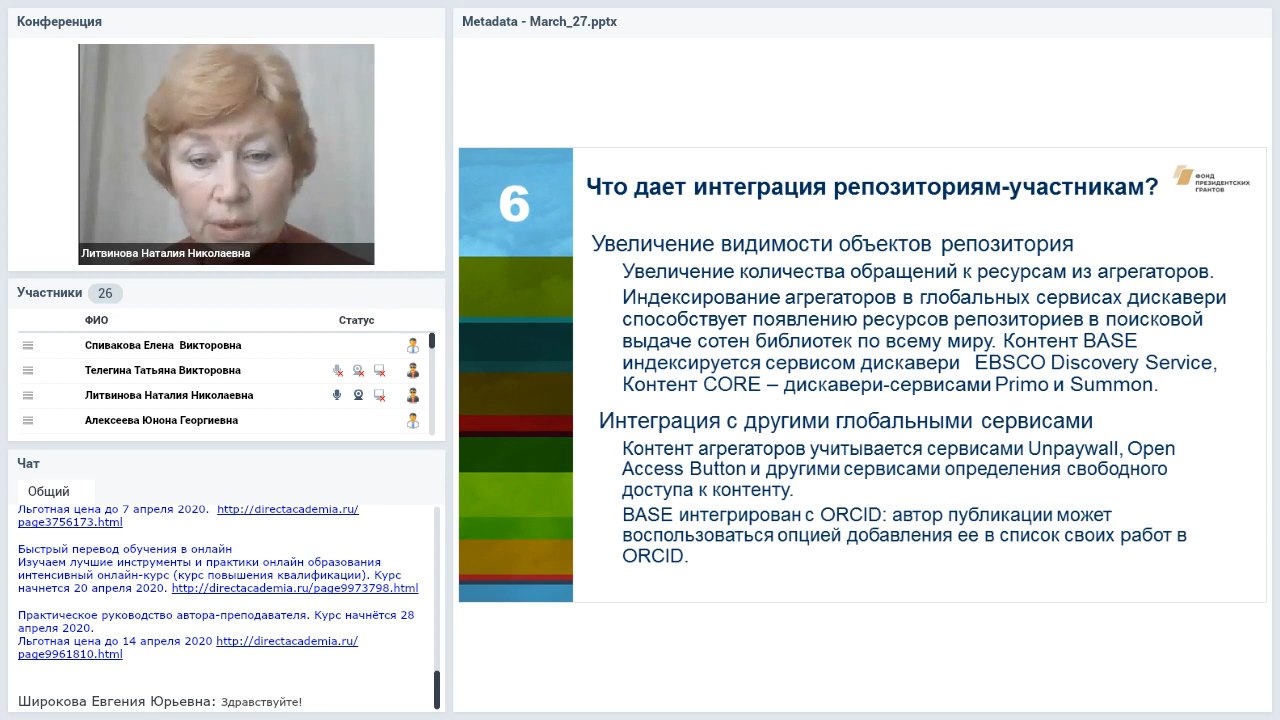 Конференция
Литвинова Наталия Николаевна
Участники 26
ФИО Статус
Спивакова Елена Викторовна
Телегина Татьяна Викторовна
Литвинова Наталия Николаевна
Алексеева Юнона Георгиевна
Чат
Общий
Льготная цена до 7 апреля 2020. http://directacademia.ru/
page3756173.html
Быстрый перевод обучения в онлайн
Изучаем лучшие инструменты и практики онлайн образования
интенсивный онлайн-курс (курс повышения квалификации). Курс
начнется 20 апреля 2020. http://directacademia.ru/page9973798.html
Практическое руководство автора-преподавателя. Курс начнётся 28
апреля 2020.
Льготная цена до 14 апреля 2020 http://directacademia.ru/
page9961810.html
Широкова Евгения Юрьевна: Здравствуйте!
Metadata - March_27.pptx
6
Что дает интеграция репозиториям-участникам?
ФОНД
ПРЕЗИДЕНТСКИХ
ГРАНТОВ
Увеличение видимости объектов репозитория
Увеличение количества обращений к ресурсам из агрегаторов.
Индексирование агрегаторов в глобальных сервисах дискавери
способствует появлению ресурсов репозиториев в поисковой
выдаче сотен библиотек по всему миру. Контент BASE
индексируется сервисом дискавери EBSCO Discovery Service,
Контент CORE – дискавери-сервисами Primo и Summon.
Интеграция с другими глобальными сервисами
Контент агрегаторов учитывается сервисами Unpaywall, Open
Access Button и другими сервисами определения свободного
доступа к контенту.
BASE интегрирован с ORCID: автор публикации может
воспользоваться опцией добавления ее в список своих работ в
ORCID.